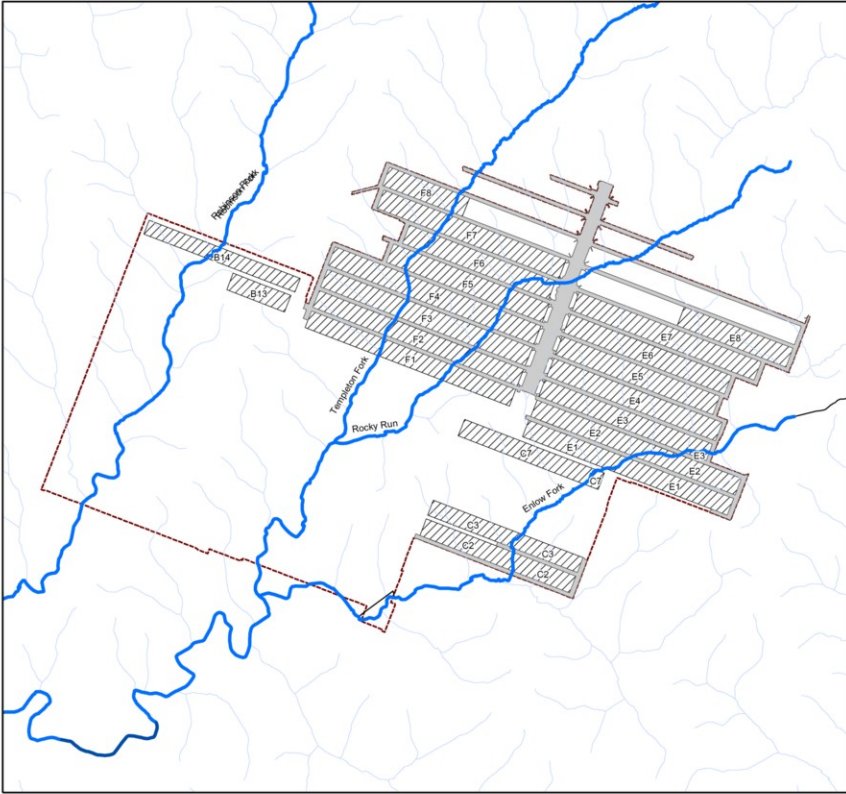 Robinson Fork
F8
F7
F6
B14
F5
B13
F4
F3
E7
E8
F2
E6
F1
E5
Templeton Fork
E4
E3
Rocky Run
E2
E1
C7
E3
E2
C7
E1
Enlow Fork
C3
C3
C2
C2